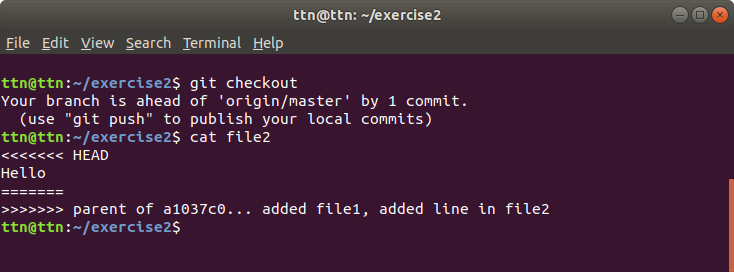 ttn@ttn: ~/exercise2
File Edit View Search Terminal Help
ttn@ttn:~/exercise2$ git checkout
Your branch is ahead of 'origin/master' by 1 commit.
  (use "git push" to publish your local commits)
ttn@ttn:~/exercise2$ cat file2
<<<<<<< HEAD
Hello
=======
>>>>>>> parent of a1037c0... added file1, added line in file2
ttn@ttn:~/exercise2$